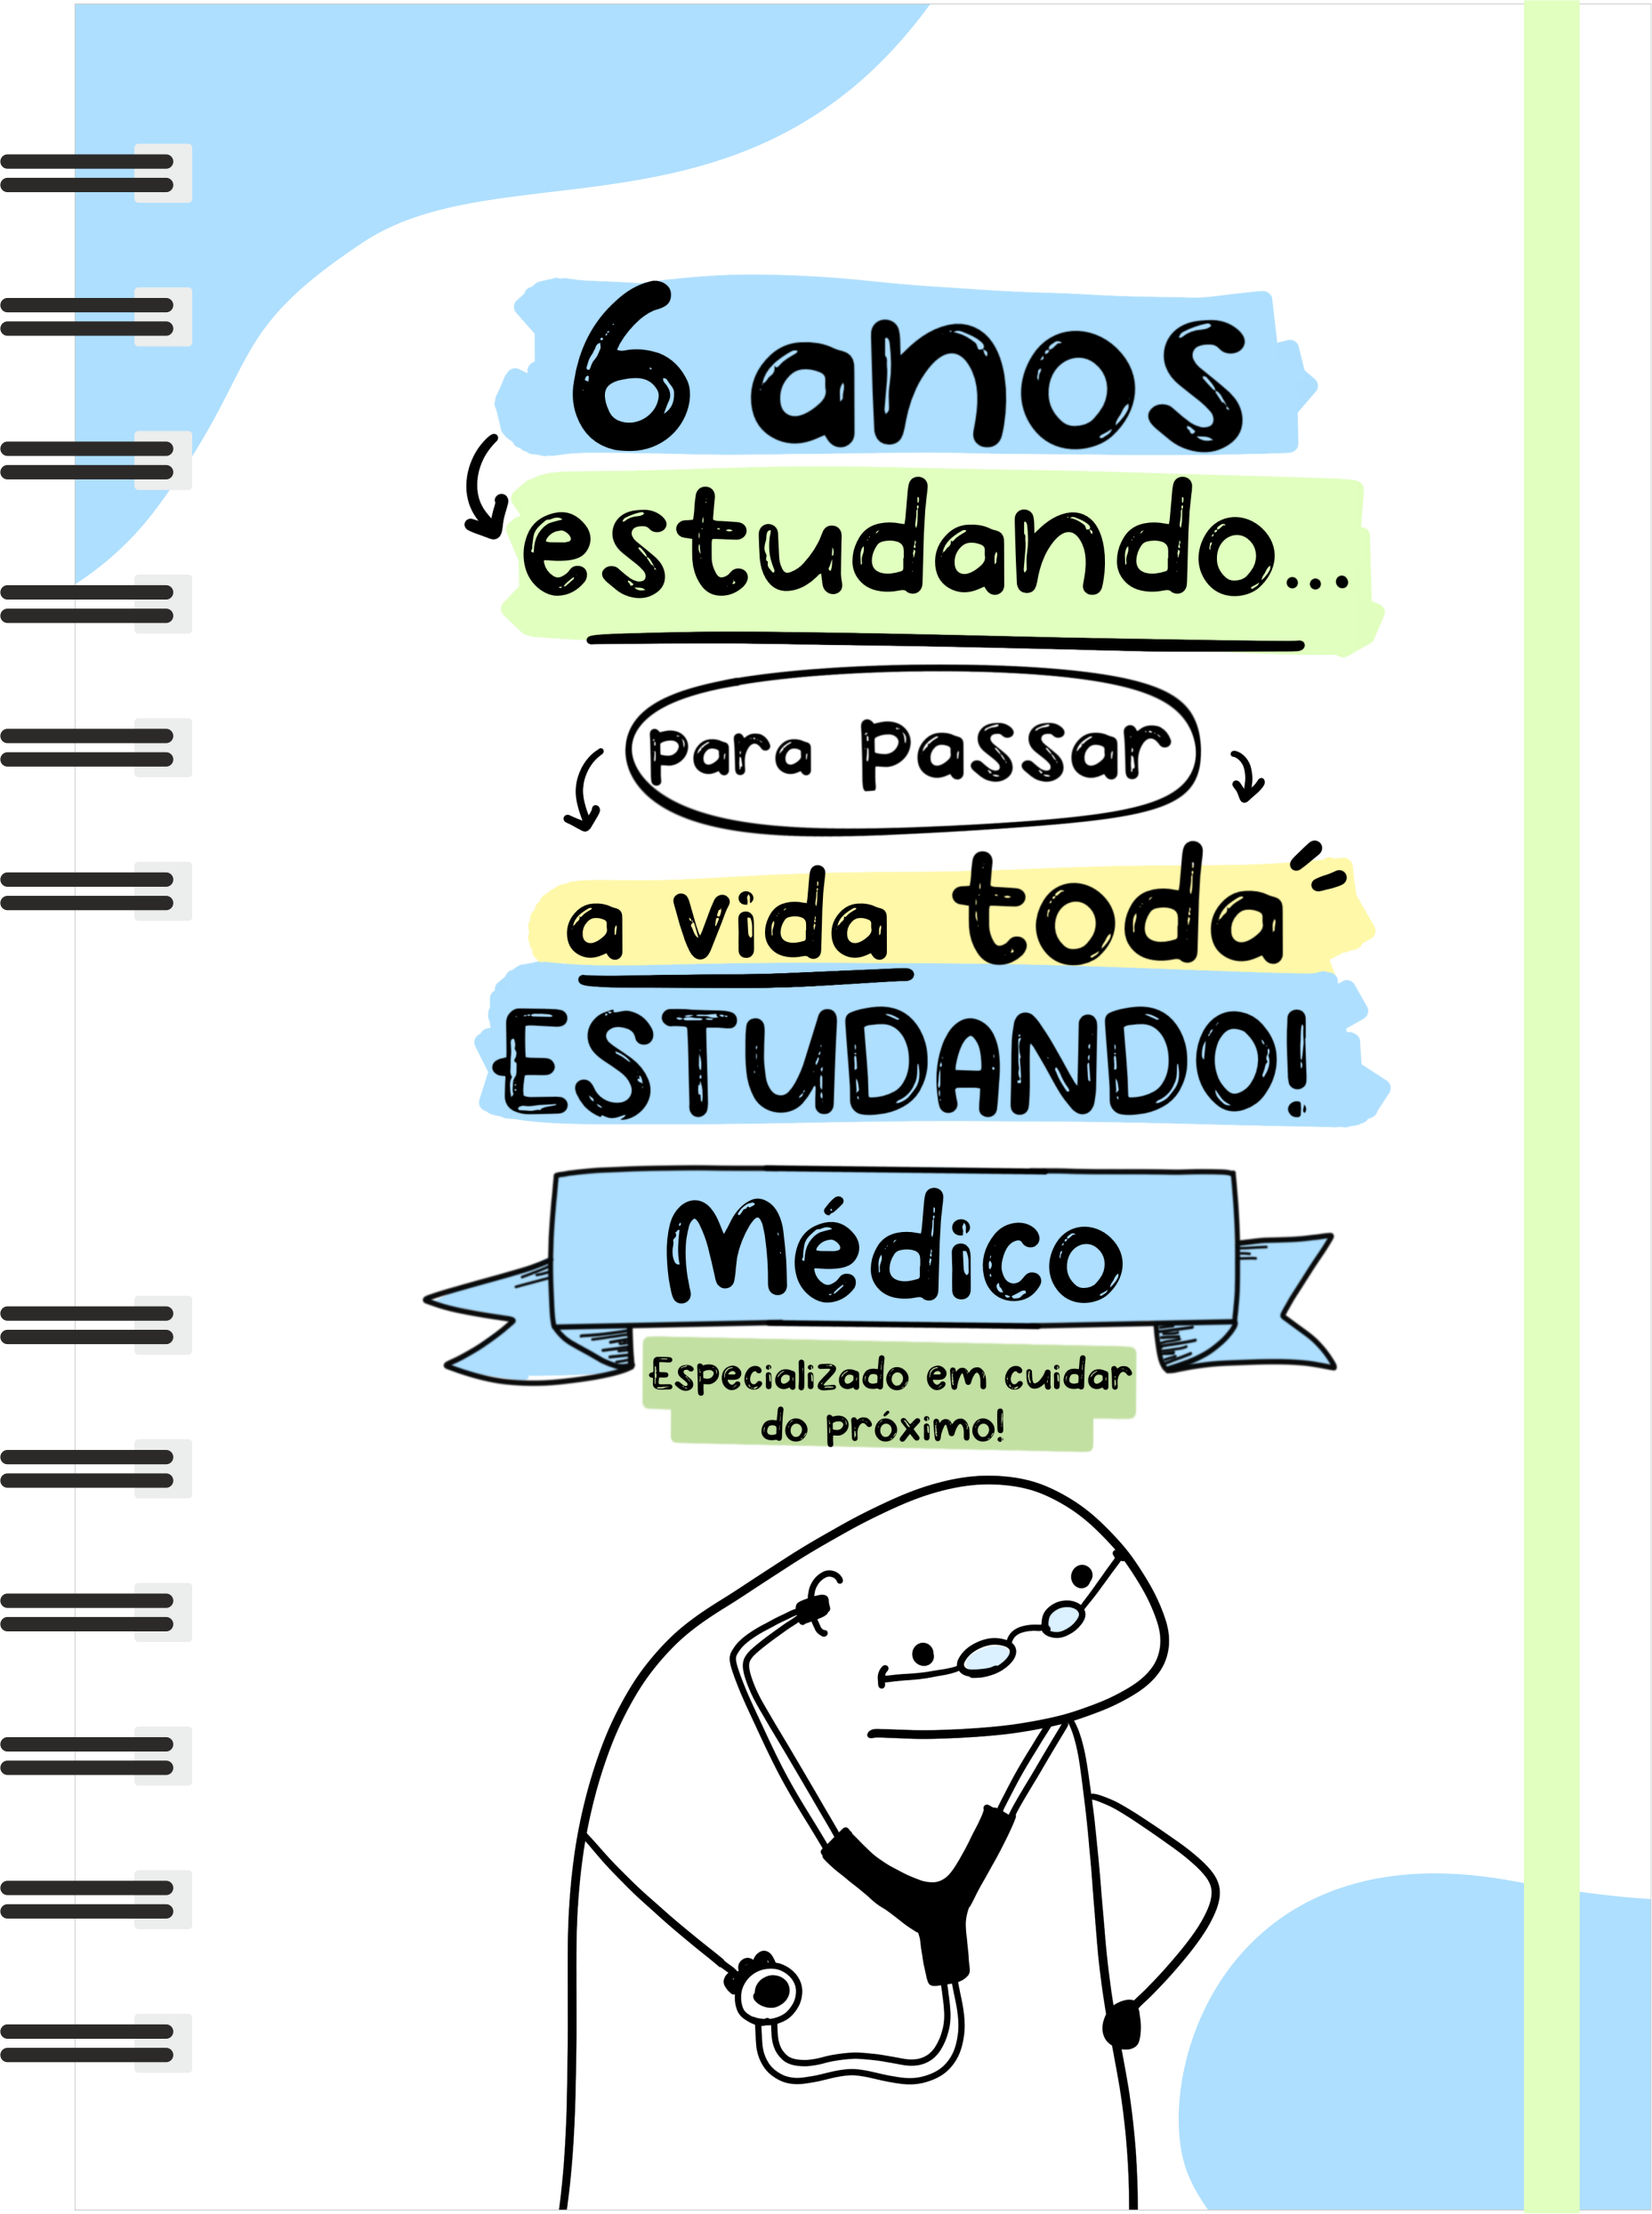 6 anos
estudando...
para Passar
a vida toda
ESTUDANDO!
Médico
Especializado em cuidar
do próximo!